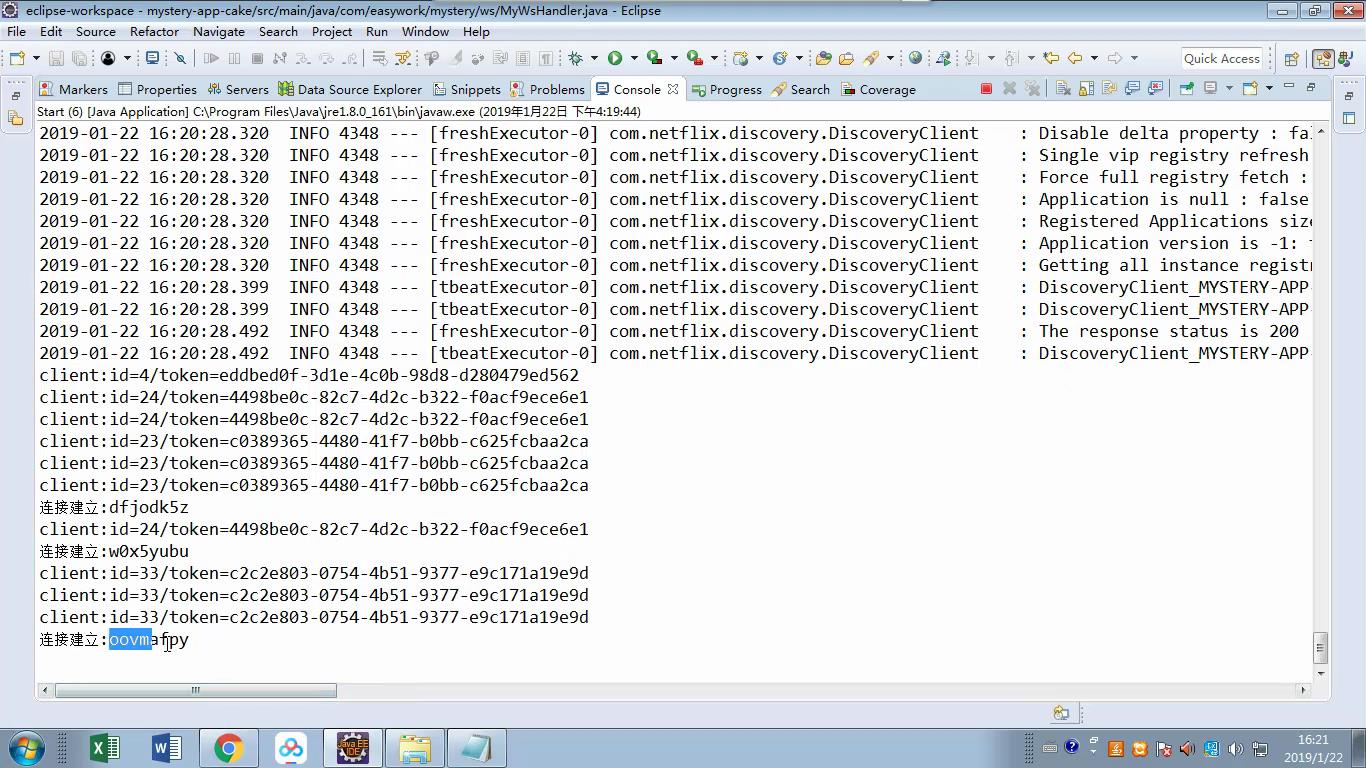 eclipse-workspace - mystery-app-cake/src/main/java/com/easywork/mystery/ws/MyWsHandler.java - Eclipse
File Edit Source Refactor Navigate Search Project Run Window Help
Quick Access
Markers Properties Servers Data Source Explorer Snippets Problems Console Progress Search Coverage
Start (6) [Java Application] C:\Program Files\Java\jre1.8.0_161\bin\javaw.exe (2019年1月22日 下午4:19:44)
2019-01-22 16:20:28.320  INFO 4348 --- [freshExecutor-0] com.netflix.discovery.DiscoveryClient    : Disable delta property : fal
2019-01-22 16:20:28.320  INFO 4348 --- [freshExecutor-0] com.netflix.discovery.DiscoveryClient    : Single vip registry refresh
2019-01-22 16:20:28.320  INFO 4348 --- [freshExecutor-0] com.netflix.discovery.DiscoveryClient    : Force full registry fetch :
2019-01-22 16:20:28.320  INFO 4348 --- [freshExecutor-0] com.netflix.discovery.DiscoveryClient    : Application is null : false
2019-01-22 16:20:28.320  INFO 4348 --- [freshExecutor-0] com.netflix.discovery.DiscoveryClient    : Registered Applications size
2019-01-22 16:20:28.320  INFO 4348 --- [freshExecutor-0] com.netflix.discovery.DiscoveryClient    : Application version is -1:
2019-01-22 16:20:28.320  INFO 4348 --- [freshExecutor-0] com.netflix.discovery.DiscoveryClient    : Getting all instance registr
2019-01-22 16:20:28.399  INFO 4348 --- [tbeatExecutor-0] com.netflix.discovery.DiscoveryClient    : DiscoveryClient_MYSTERY-APP-
2019-01-22 16:20:28.399  INFO 4348 --- [tbeatExecutor-0] com.netflix.discovery.DiscoveryClient    : DiscoveryClient_MYSTERY-APP-
2019-01-22 16:20:28.492  INFO 4348 --- [freshExecutor-0] com.netflix.discovery.DiscoveryClient    : The response status is 200
2019-01-22 16:20:28.492  INFO 4348 --- [tbeatExecutor-0] com.netflix.discovery.DiscoveryClient    : DiscoveryClient_MYSTERY-APP-
client:id=4/token=eddbed0f-3d1e-4c0b-98d8-d280479ed562
client:id=24/token=4498be0c-82c7-4d2c-b322-f0acf9ece6e1
client:id=24/token=4498be0c-82c7-4d2c-b322-f0acf9ece6e1
client:id=23/token=c0389365-4480-41f7-b0bb-c625fcbaa2ca
client:id=23/token=c0389365-4480-41f7-b0bb-c625fcbaa2ca
client:id=23/token=c0389365-4480-41f7-b0bb-c625fcbaa2ca
连接建立:dfjodk5z
client:id=24/token=4498be0c-82c7-4d2c-b322-f0acf9ece6e1
连接建立:w0x5yubu
client:id=33/token=c2c2e803-0754-4b51-9377-e9c171a19e9d
client:id=33/token=c2c2e803-0754-4b51-9377-e9c171a19e9d
client:id=33/token=c2c2e803-0754-4b51-9377-e9c171a19e9d
连接建立:oovmafpy
16:21
2019/1/22